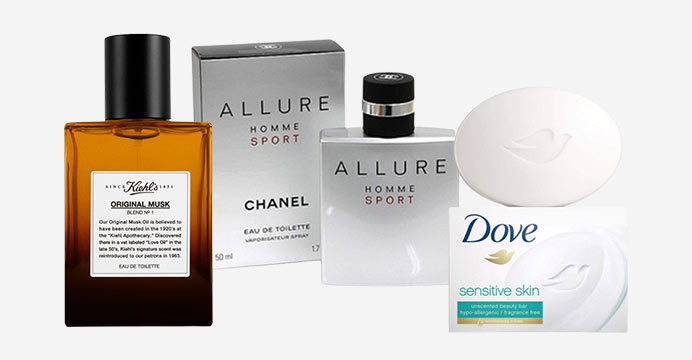 SINCE Kiehl's 1851
ORIGINAL MUSK
BLEND Nº 1
Our Original Musk Oil is believed to
have been created in the 1920's at
the "Kiehl Apothecary." Discovered
there in a vat labeled "Love Oil" in the
late 50's, Kiehl's signature scent was
reintroduced to our patrons in 1963.
EAU DE TOILETTE
ALLURE
HOMME
SPORT
CHANEL
EAU DE TOILETTE
VAPORISATEUR SPRAY
50 ml
1.7
ALLURE
HOMME
SPORT
Dove
sensitive skin
unscented beauty bar
hypo-allergenic / fragrance free